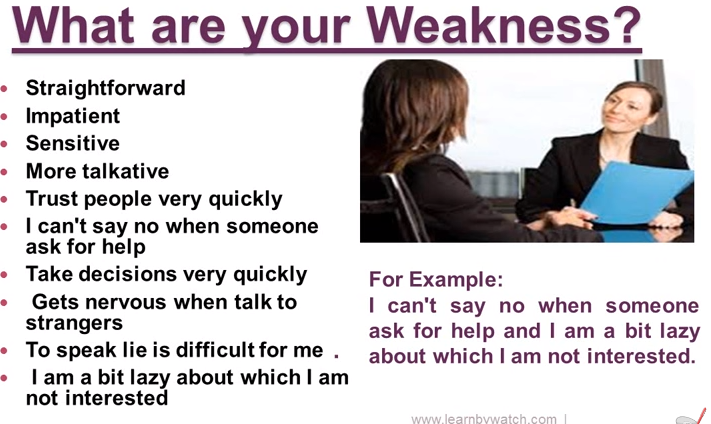 What are your Weakness?
• Straightforward
• Impatient
• Sensitive
• More talkative
• Trust people very quickly
• I can't say no when someone
ask for help
• Take decisions very quickly
• Gets nervous when talk to
strangers
• To speak lie is difficult for me .
• I am a bit lazy about which I am
not interested
For Example:
I can't say no when someone
ask for help and I am a bit lazy
about which I am not interested.
www.learnbywatch.com |